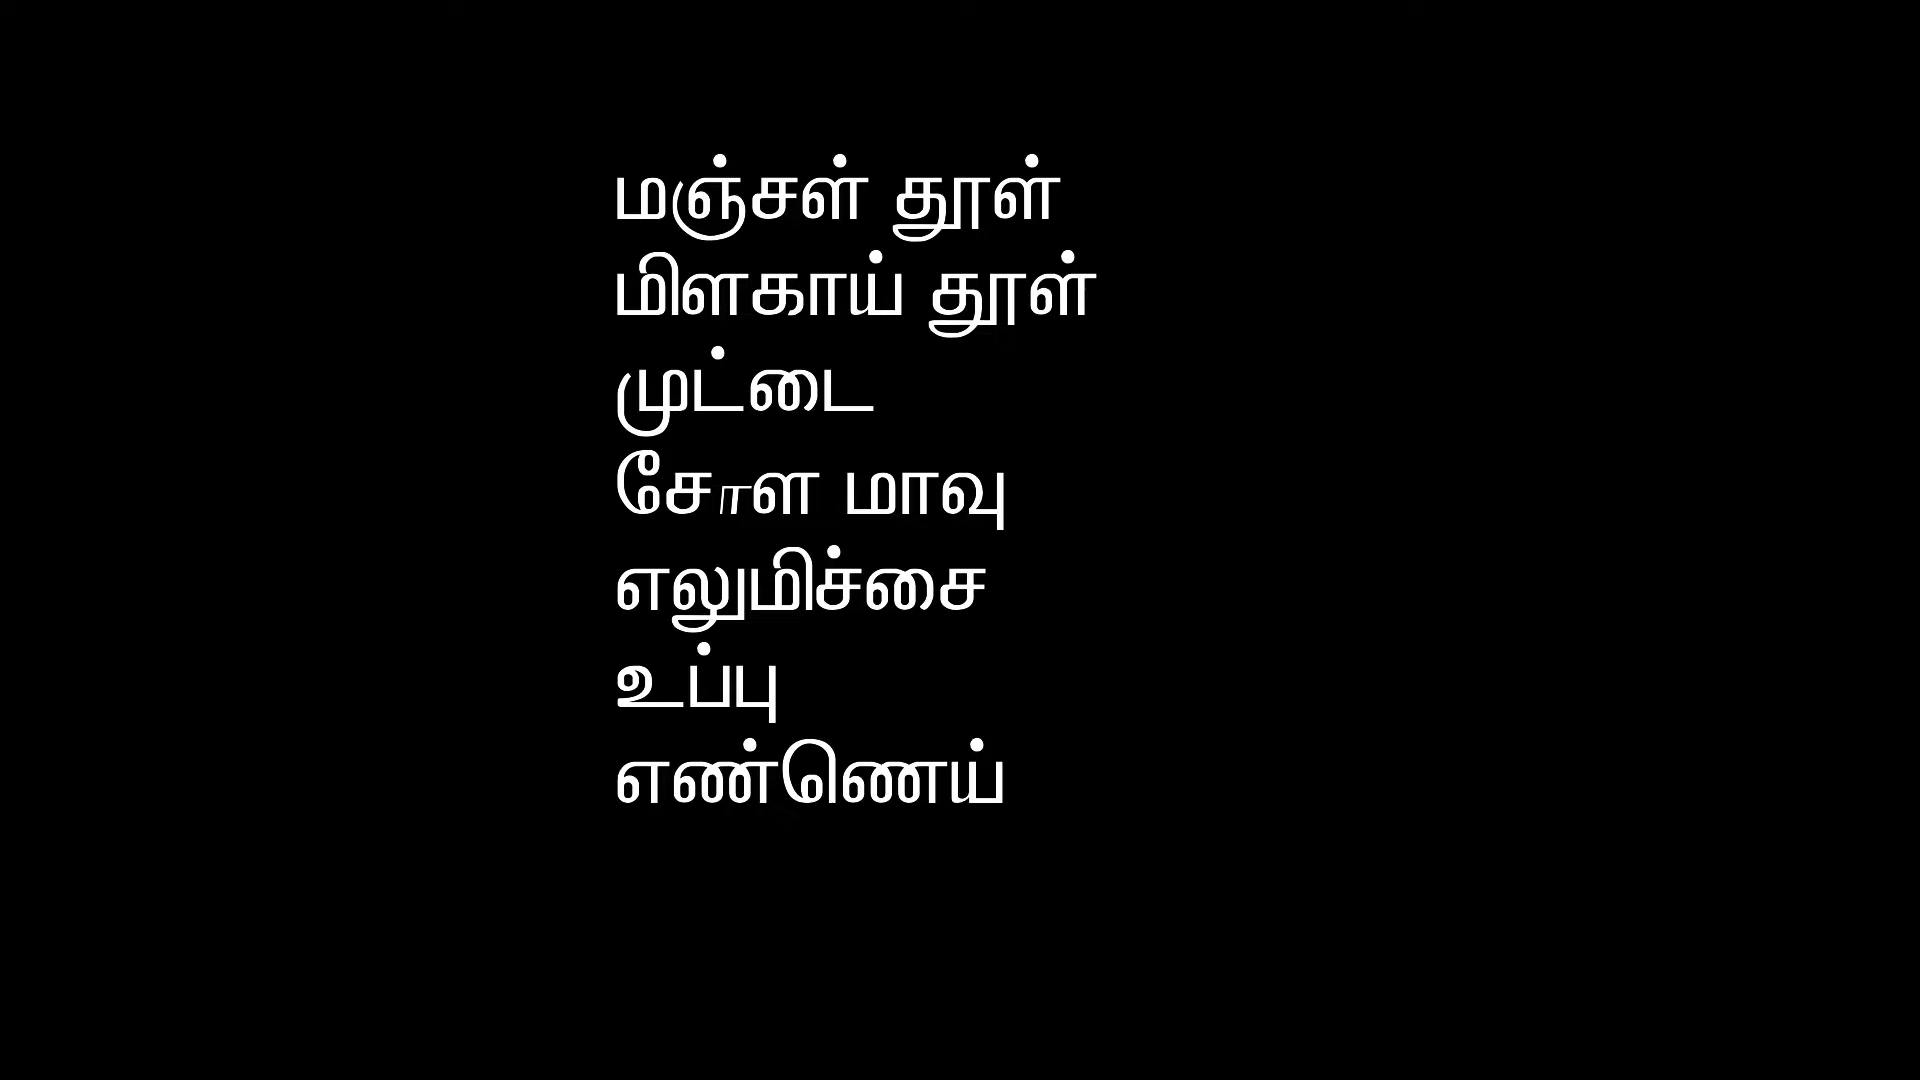 மஞ்சள் தூள்
மிளகாய் தூள்
முட்டை
சோள மாவு
எலுமிச்சை
உப்பு
எண்ணெய்